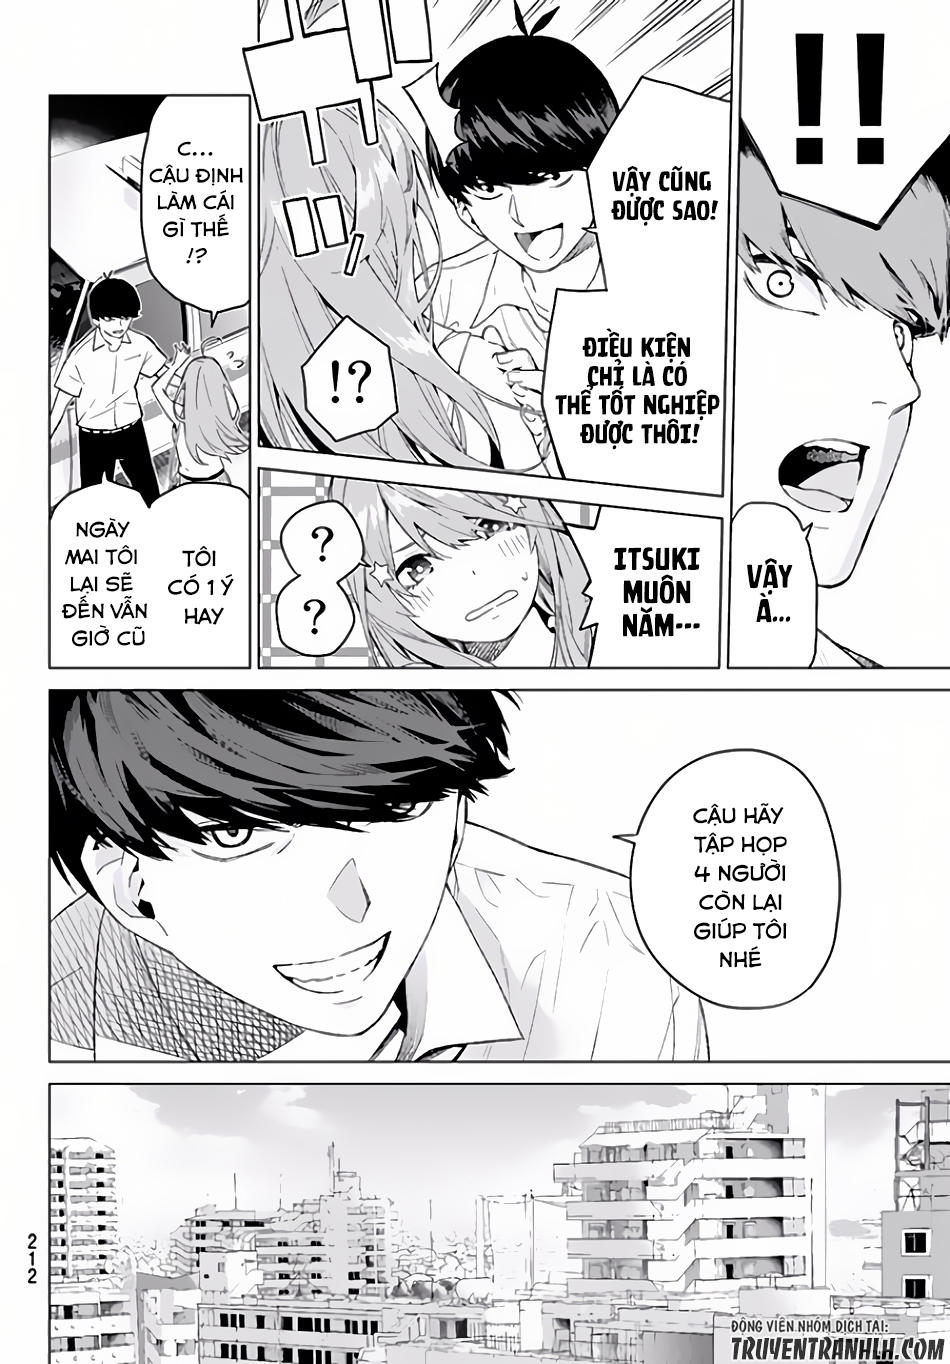 !!
VẬY
À...
VẬY CŨNG
ĐƯỢC SAO!
ĐIỀU KIỆN
CHỈ LÀ CÓ
THỂ TỐT NGHIỆP
ĐƯỢC THÔI!
!?
ITSUKI
MUÔN
NĂM...
?
?
C...
CẬU ĐỊNH
LÀM CÁI
GÌ THẾ
!?
TÔI
CÓ 1 Ý
HAY
NGÀY
MAI TÔI
LẠI SẼ
ĐẾN VẪN
GIỜ CŨ
CẬU HÃY
TẬP HỌP
4 NGƯỜI
CÒN LẠI
GIÚP TÔI
NHÉ
212
ĐỘNG VIÊN NHÓM DỊCH TẠI:
TRUYENTRANHLH.COM